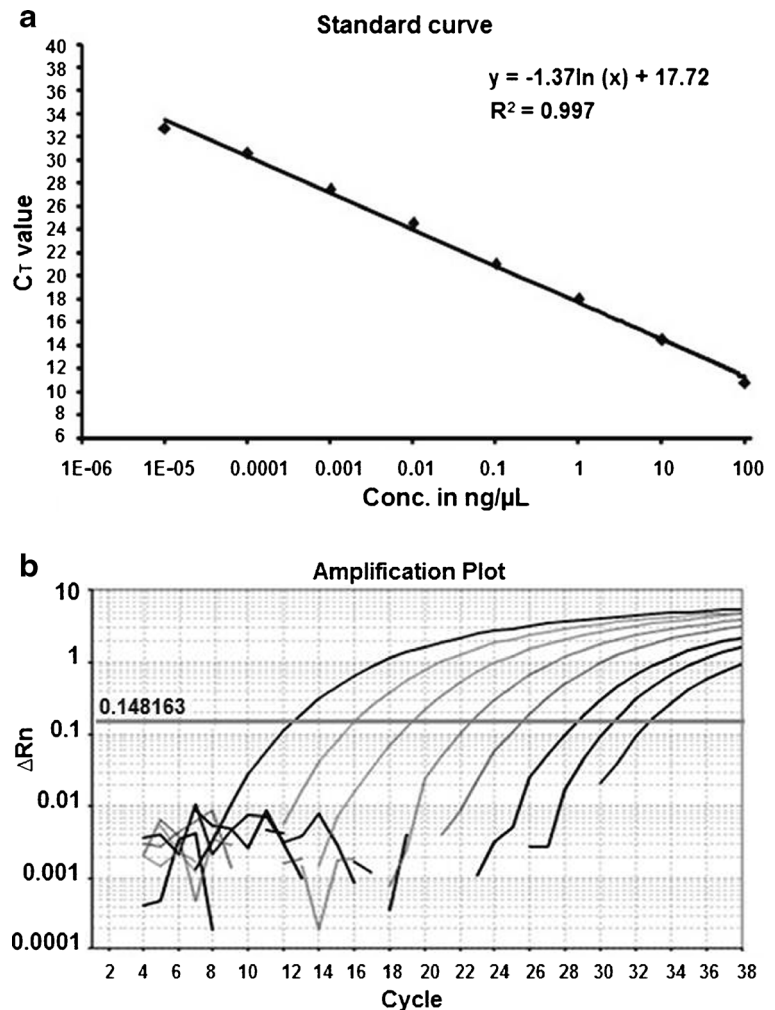 a
Standard curve
y = -1.37ln (x) + 17.72
R² = 0.997
40
38
36
34
32
30
28
26
24
22
20
18
16
14
12
10
8
6
CT value
1E-06 1E-05 0.0001 0.001 0.01 0.1 1 10 100
Conc. in ng/µL
b
Amplification Plot
10
1
0.148163
0.1
0.01
0.001
0.0001
ΔRn
2 4 6 8 10 12 14 16 18 20 22 24 26 28 30 32 34 36 38
Cycle